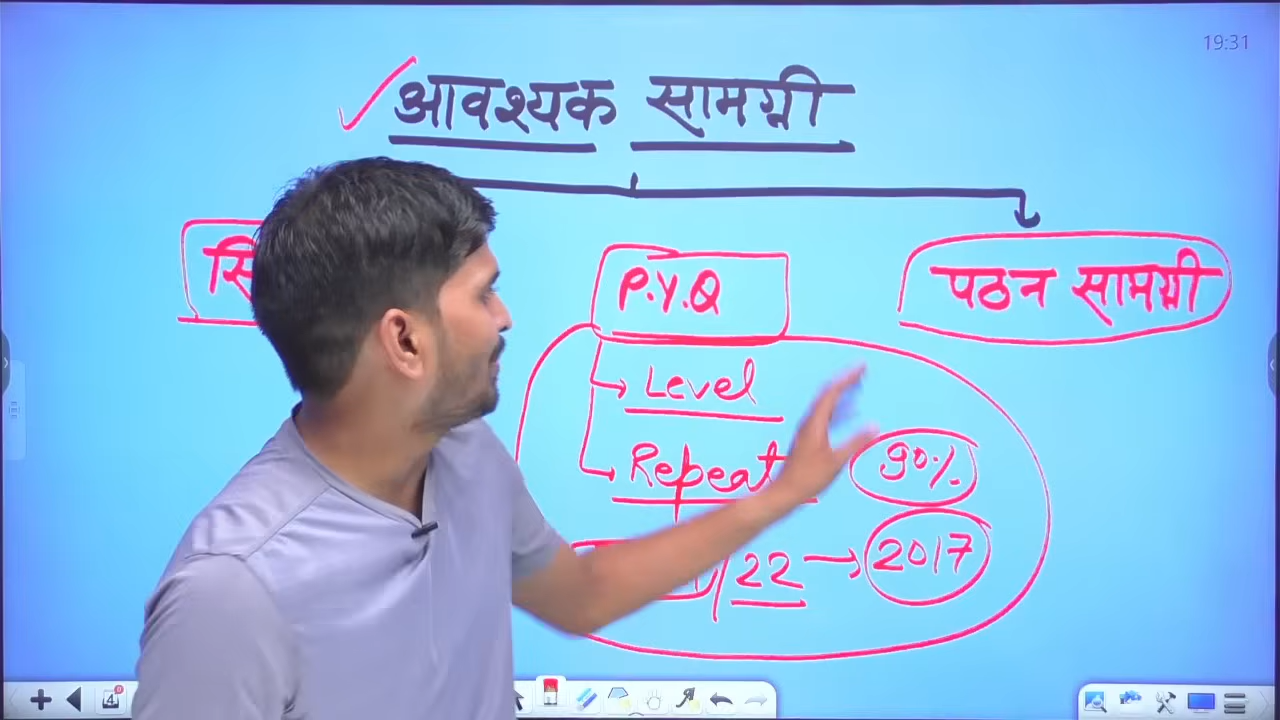 19:31
आवश्यक सामग्री
P.Y.Q
पठन सामग्री
Level
Repeat 90%.
22 → 2017